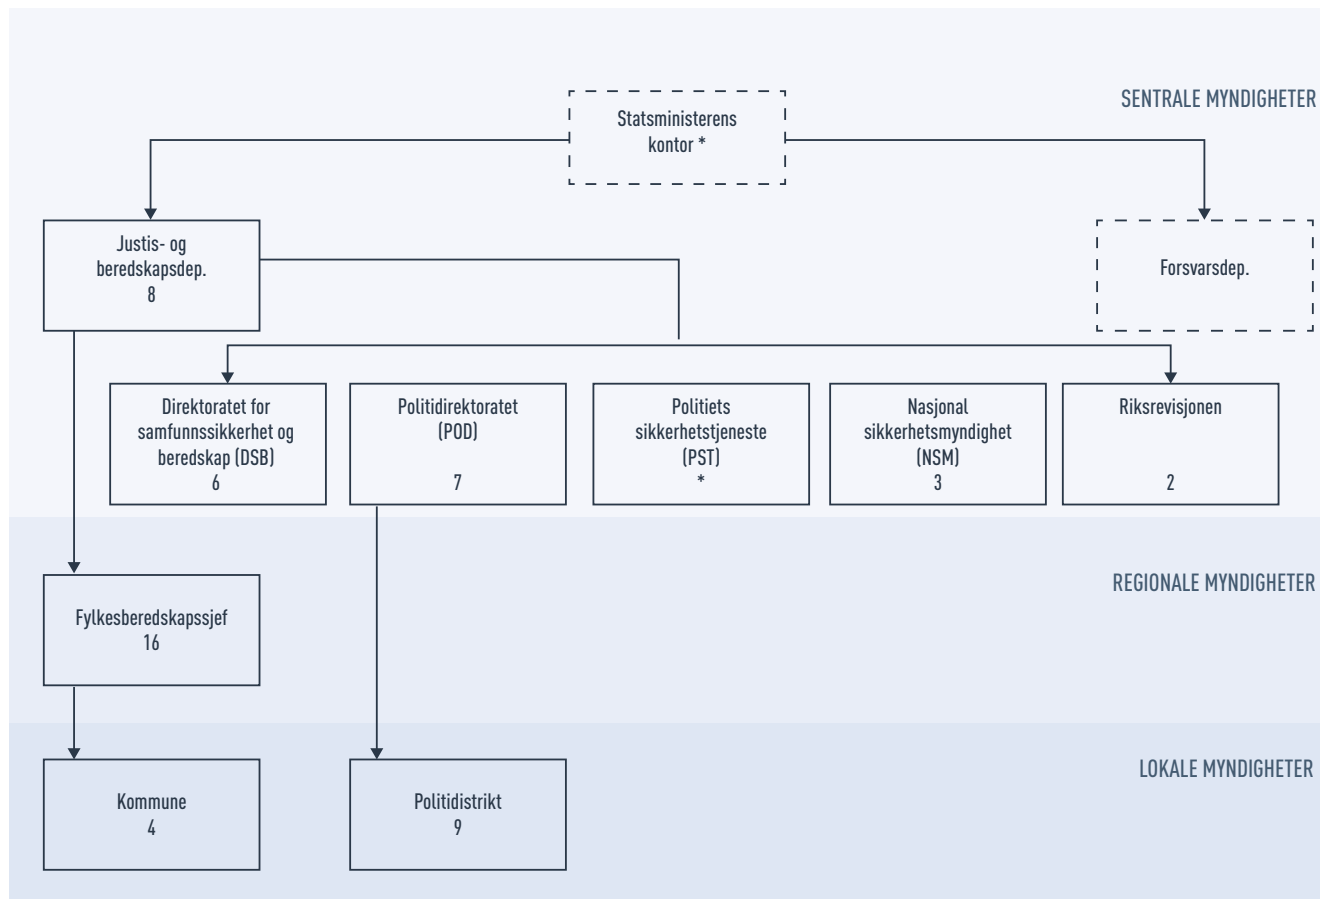 SENTRALE MYNDIGHETER
Statsministerens
kontor *
Justis- og
beredskapsdep.
8
Forsvarsdep.
Direktoratet for
samfunnssikkerhet og
beredskap (DSB)
6
Politidirektoratet
(POD)
7
Politiets
sikkerhetstjeneste
(PST)
*
Nasjonal
sikkerhetsmyndighet
(NSM)
3
Riksrevisjonen
2
REGIONALE MYNDIGHETER
Fylkesberedskapssjef
16
LOKALE MYNDIGHETER
Kommune
4
Politidistrikt
9